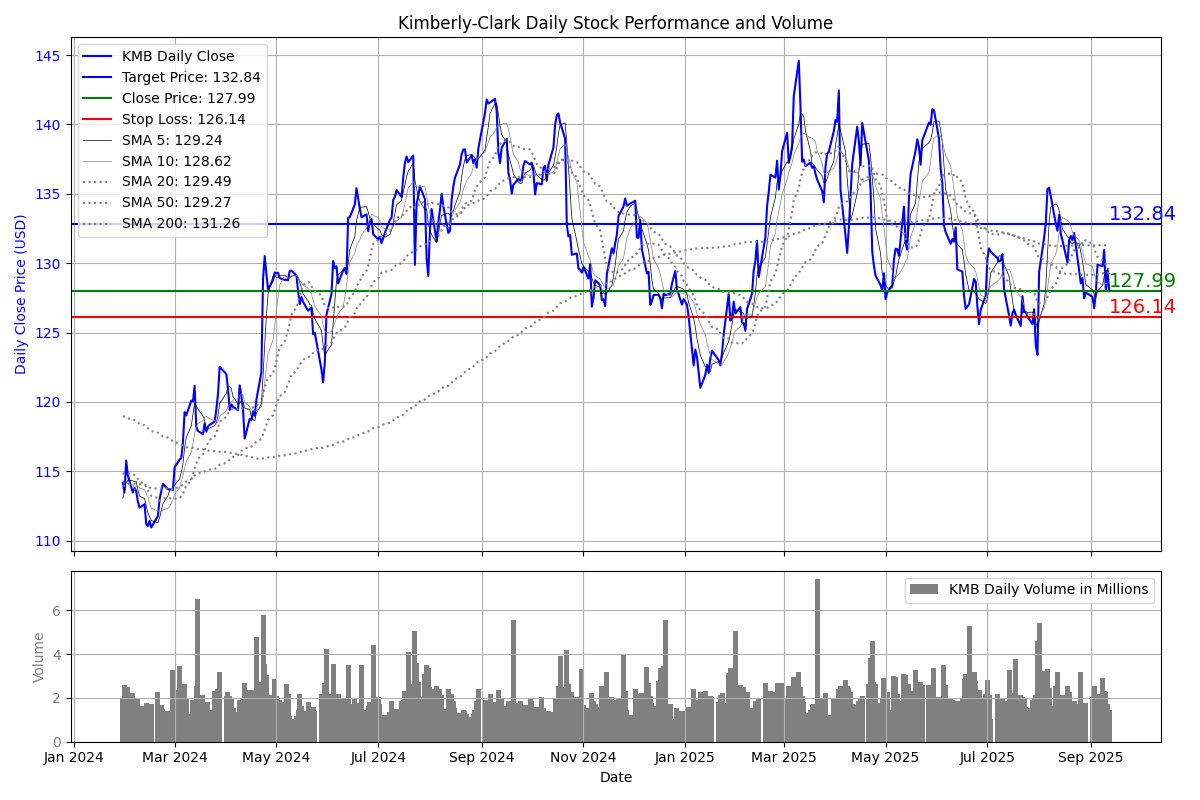 Kimberly-Clark Daily Stock Performance and Volume
145
140
135
130
125
120
115
110
Daily Close Price (USD)
KMB Daily Close
Target Price: 132.84
Close Price: 127.99
Stop Loss: 126.14
SMA 5: 129.24
SMA 10: 128.62
SMA 20: 129.49
SMA 50: 129.27
SMA 200: 131.26
132.84
127.99
126.14
KMB Daily Volume in Millions
6
4
2
0
Volume
Jan 2024
Mar 2024
May 2024
Jul 2024
Sep 2024
Nov 2024
Jan 2025
Mar 2025
May 2025
Jul 2025
Sep 2025
Date